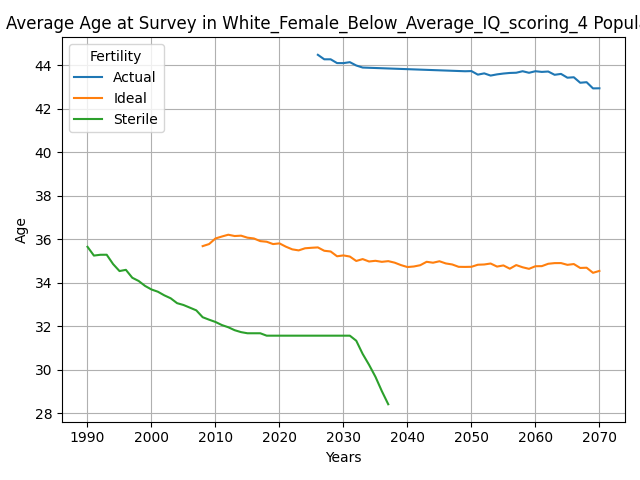 Average Age at Survey in White_Female_Below_Average_IQ_scoring_4 Popul
Fertility
Actual
Ideal
Sterile
44
42
40
38
36
34
32
30
28
Age
1990 2000 2010 2020 2030 2040 2050 2060 2070
Years